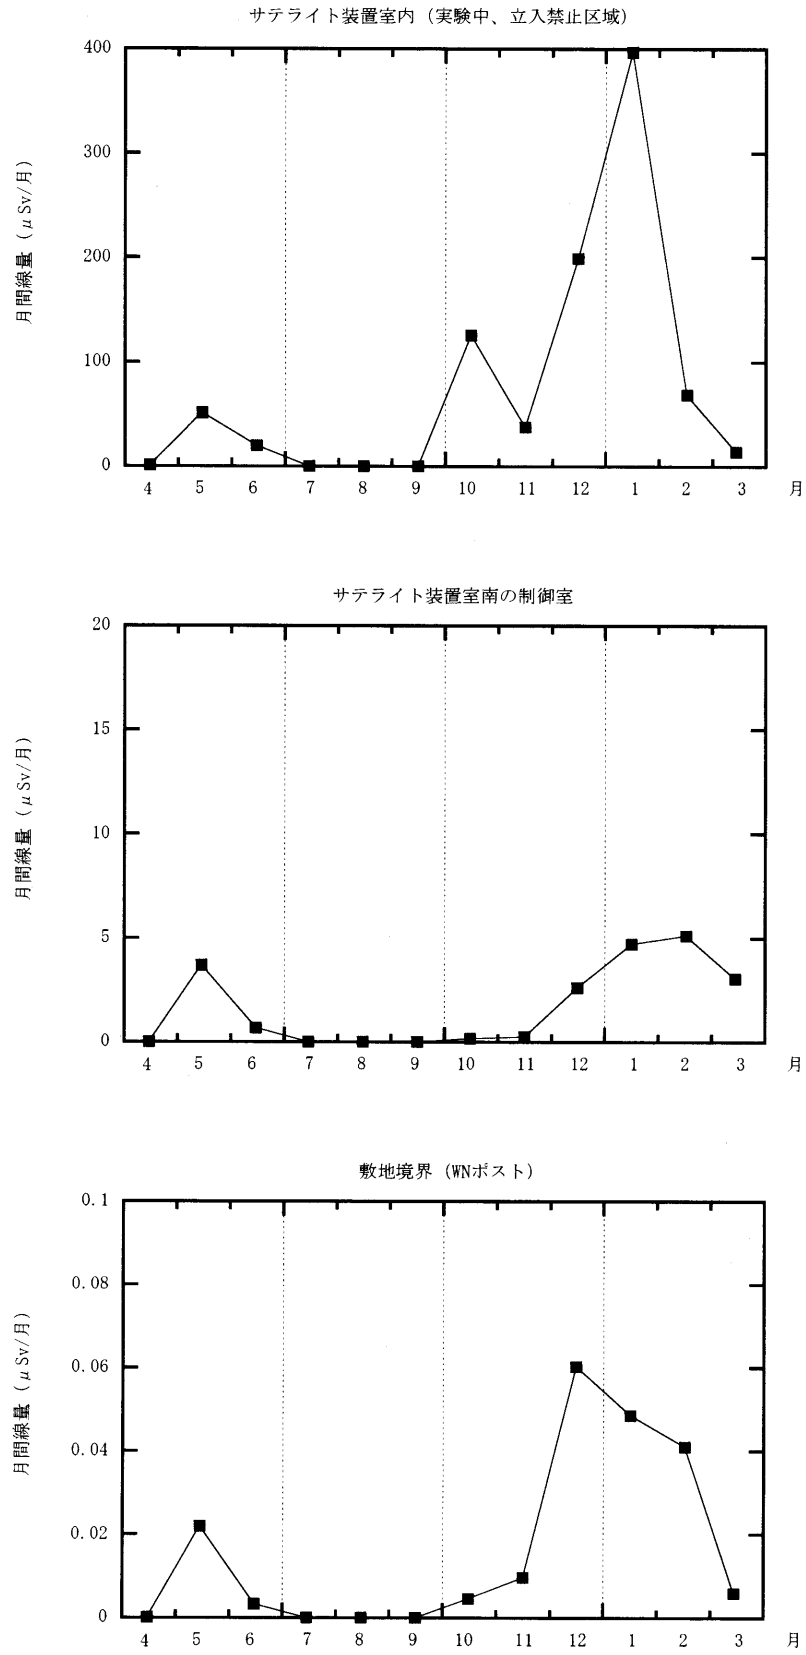 サテライト装置室内（実験中、立入禁止区域）
400
300
200
100
0
月間線量（μSv/月）
4 5 6 7 8 9 10 11 12 1 2 3 月
サテライト装置室南の制御室
20
15
10
5
0
月間線量（μSv/月）
4 5 6 7 8 9 10 11 12 1 2 3 月
敷地境界（WNポスト）
0.1
0.08
0.06
0.04
0.02
0
月間線量（μSv/月）
4 5 6 7 8 9 10 11 12 1 2 3 月